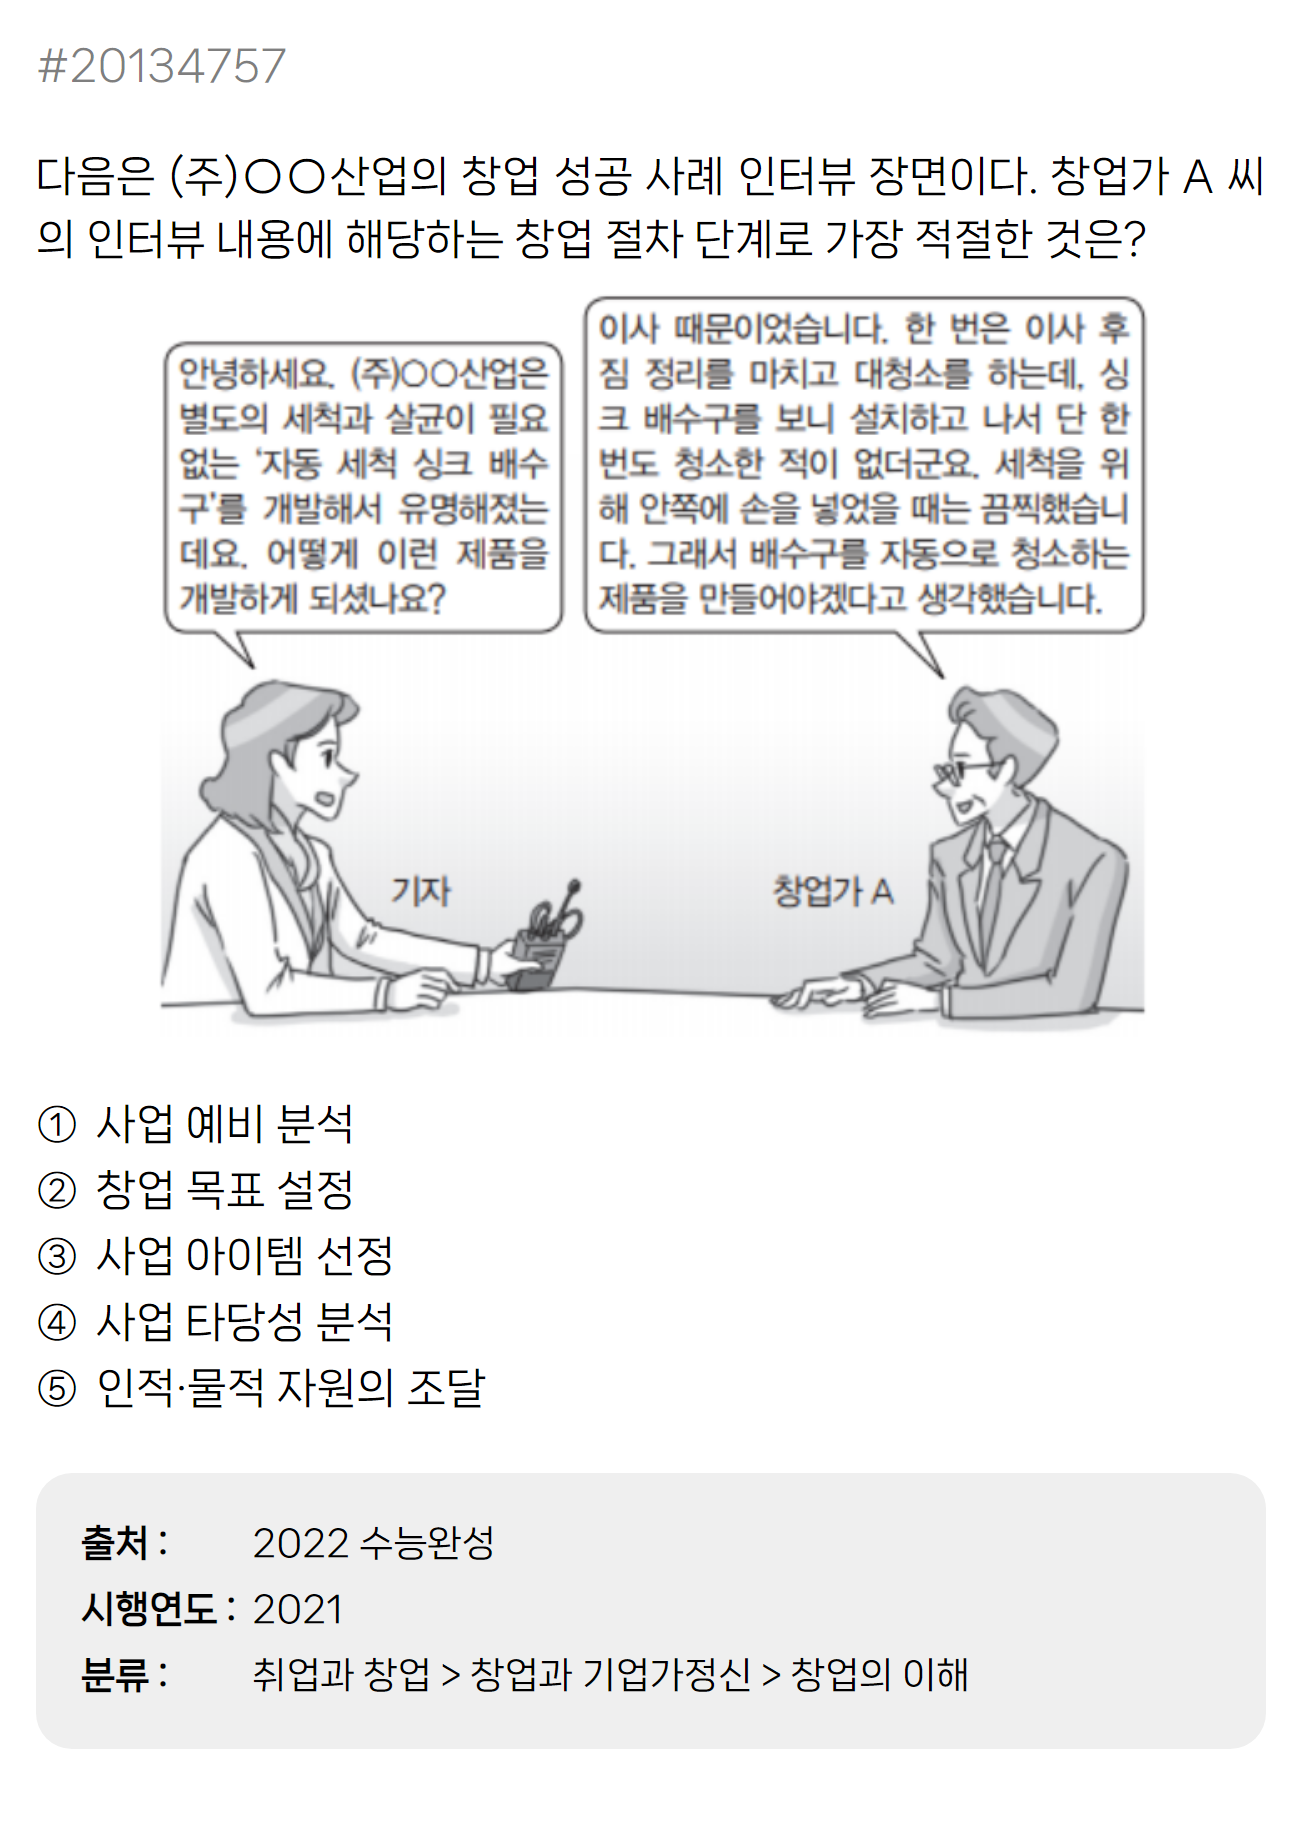 #20134757
다음은 (주)○○산업의 창업 성공 사례 인터뷰 장면이다. 창업가 A 씨
의 인터뷰 내용에 해당하는 창업 절차 단계로 가장 적절한 것은?
안녕하세요. (주)○○산업은
별도의 세척과 살균이 필요
없는 ‘자동 세척 싱크 배수
구’를 개발해서 유명해졌는
데요. 어떻게 이런 제품을
개발하게 되셨나요?
이사 때문이었습니다. 한 번은 이사 후
짐 정리를 마치고 대청소를 하는데, 싱
크 배수구를 보니 설치하고 나서 단 한
번도 청소한 적이 없더군요. 세척을 위
해 안쪽에 손을 넣었을 때는 끔찍했습니
다. 그래서 배수구를 자동으로 청소하는
제품을 만들어야겠다고 생각했습니다.
기자
창업가 A
① 사업 예비 분석
② 창업 목표 설정
③ 사업 아이템 선정
④ 사업 타당성 분석
⑤ 인적·물적 자원의 조달
출처 : 2022 수능완성
시행연도 : 2021
분류 : 취업과 창업 > 창업과 기업가정신 > 창업의 이해